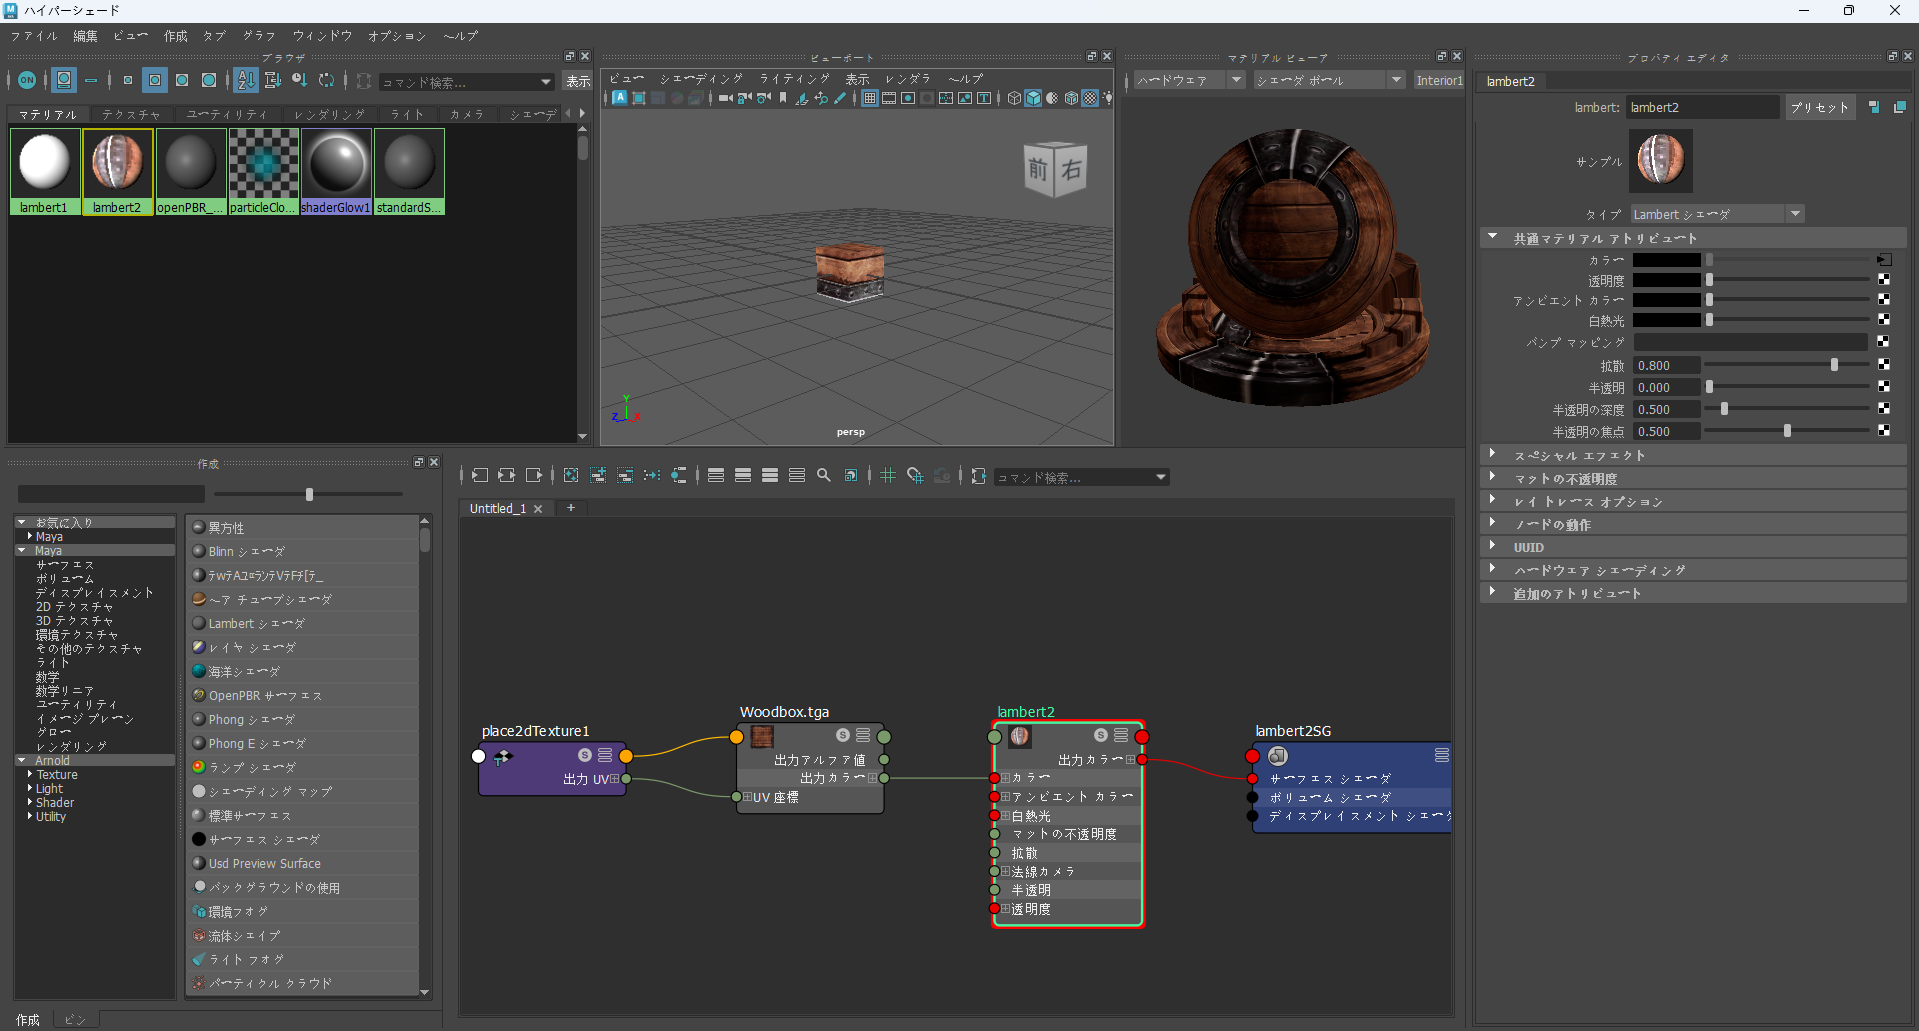 ハイパーシェード
ファイル 編集 ビュー 作成 タブ グラフ ウィンドウ オプション ヘルプ
ブラウザ
ON
コマンド検索...
表示
マテリアル テクスチャ ユーティリティ レンダリング ライト カメラ シェーデ
lambert1 lambert2 openPBR_... particleClo... shaderGlow1 standardS...
ビューポート
ビュー シェーディング ライティング 表示 レンダラ ヘルプ
前 右
Y
Z X
persp
マテリアル ビューア
ハードウェア シェーダ ボール Interior1
プロパティ エディタ
lambert2
lambert: lambert2 プリセット
サンプル
タイプ Lambert シェーダ
共通マテリアル アトリビュート
カラー
透明度
アンビエント カラー
白熱光
バンプ マッピング
拡散 0.800
半透明 0.000
半透明の深度 0.500
半透明の焦点 0.500
スペシャル エフェクト
マットの不透明度
レイ トレース オプション
ノードの動作
UUID
ハードウェア シェーディング
追加のアトリビュート
作成
お気に入り
Maya
Maya
サーフェス
ボリューム
ディスプレイスメント
2D テクスチャ
3D テクスチャ
環境テクスチャ
その他のテクスチャ
ライト
数学
数学リニア
ユーティリティ
イメージ プレーン
グロー
レンダリング
Arnold
Texture
Light
Shader
Utility
異方性
Blinn シェーダ
ヘア チューブシェーダ
Lambert シェーダ
レイヤ シェーダ
海洋シェーダ
OpenPBR サーフェス
Phong シェーダ
Phong E シェーダ
ランプ シェーダ
シェーディング マップ
標準サーフェス
サーフェス シェーダ
Usd Preview Surface
バックグラウンドの使用
環境フォグ
流体シェイプ
ライト フォグ
パーティクル クラウド
作成 ビン
コマンド検索...
Untitled_1 × +
place2dTexture1
S
出力 UV
Woodbox.tga
S
出力アルファ値
出力カラー
UV 座標
lambert2
S
出力カラー
カラー
アンビエント カラー
白熱光
マットの不透明度
拡散
法線カメラ
半透明
透明度
lambert2SG
サーフェス シェーダ
ボリューム シェーダ
ディスプレイスメント シェーダ